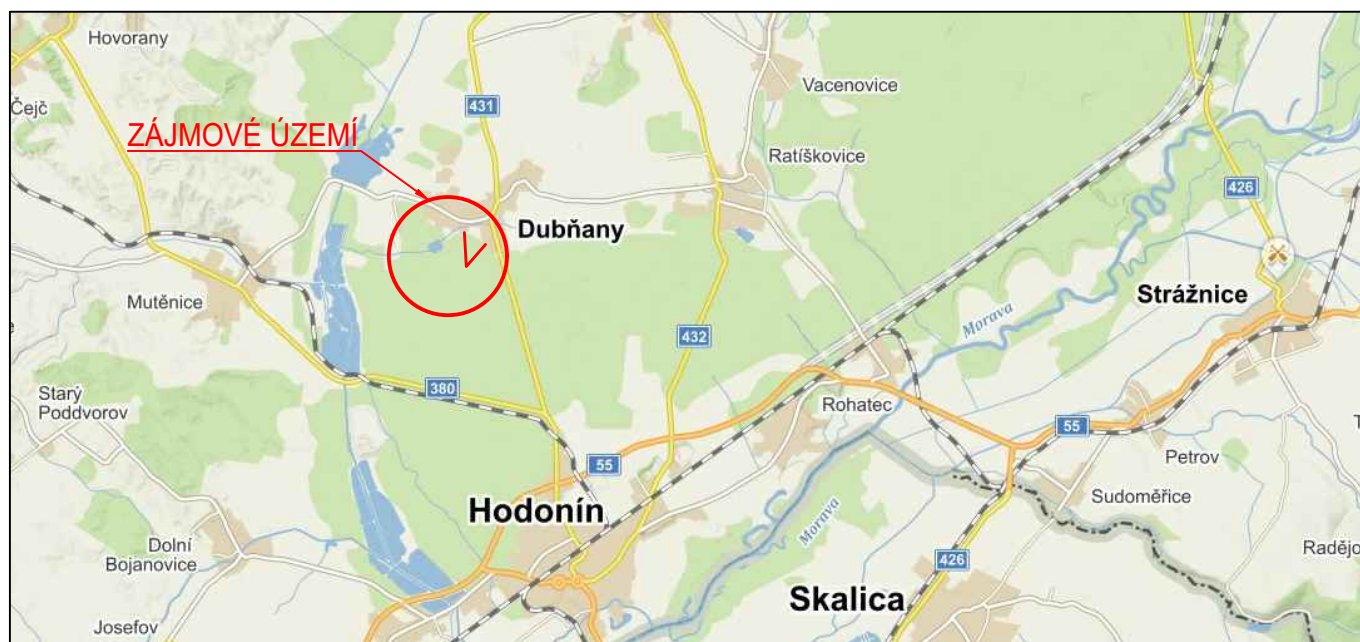 Hovorany
Čejč
ZÁJMOVÉ ÚZEMÍ
431
Vacenovice
Ratíškovice
426
Dubňany
Mutěnice
Strážnice
Morava
432
380
Starý
Poddvorov
Rohatec
55
55
Petrov
Sudoměřice
Hodonín
Morava
Dolní
Bojanovice
426
Radějo
Skalica
Josefov